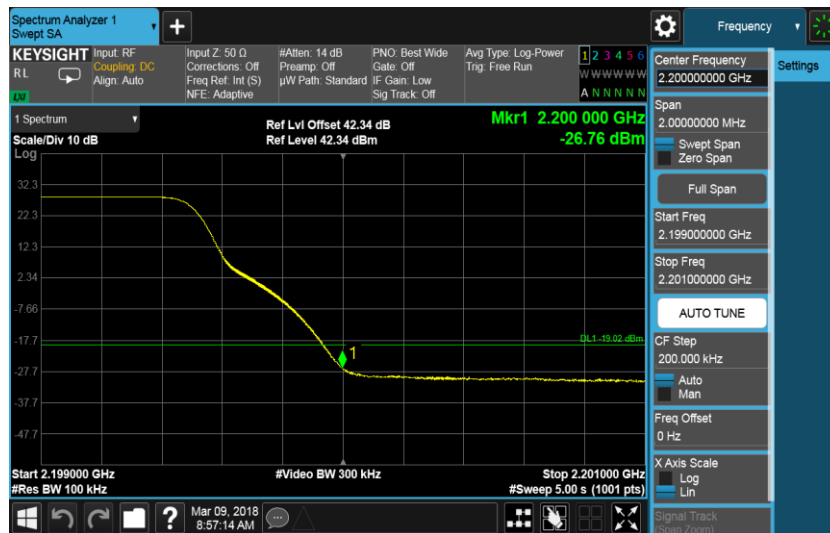 Spectrum Analyzer 1
Swept SA
+
Frequency
KEYSIGHT
RL
LXI
Input: RF
Coupling: DC
Align: Auto
Input Z: 50 Ω
Corrections: Off
Freq Ref: Int (S)
NFE: Adaptive
#Atten: 14 dB
Preamp: Off
µW Path: Standard
PNO: Best Wide
Gate: Off
IF Gain: Low
Sig Track: Off
Avg Type: Log-Power
Trig: Free Run
1 2 3 4 5 6
W W W W W W
A N N N N N
1 Spectrum
Scale/Div 10 dB
Log
Ref Lvl Offset 42.34 dB
Ref Level 42.34 dBm
Mkr1 2.200 000 GHz
-26.76 dBm
32.3
22.3
12.3
2.34
-7.66
-17.7
-27.7
-37.7
-47.7
DL1 -19.02 dBm
1
Start 2.199000 GHz
#Res BW 100 kHz
#Video BW 300 kHz
Stop 2.201000 GHz
#Sweep 5.00 s (1001 pts)
Center Frequency
2.200000000 GHz
Settings
Span
2.00000000 MHz
Swept Span
Zero Span
Full Span
Start Freq
2.199000000 GHz
Stop Freq
2.201000000 GHz
AUTO TUNE
CF Step
200.000 kHz
Auto
Man
Freq Offset
0 Hz
X Axis Scale
Log
Lin
Signal Track
(Span Zoom)
?
Mar 09, 2018
8:57:14 AM